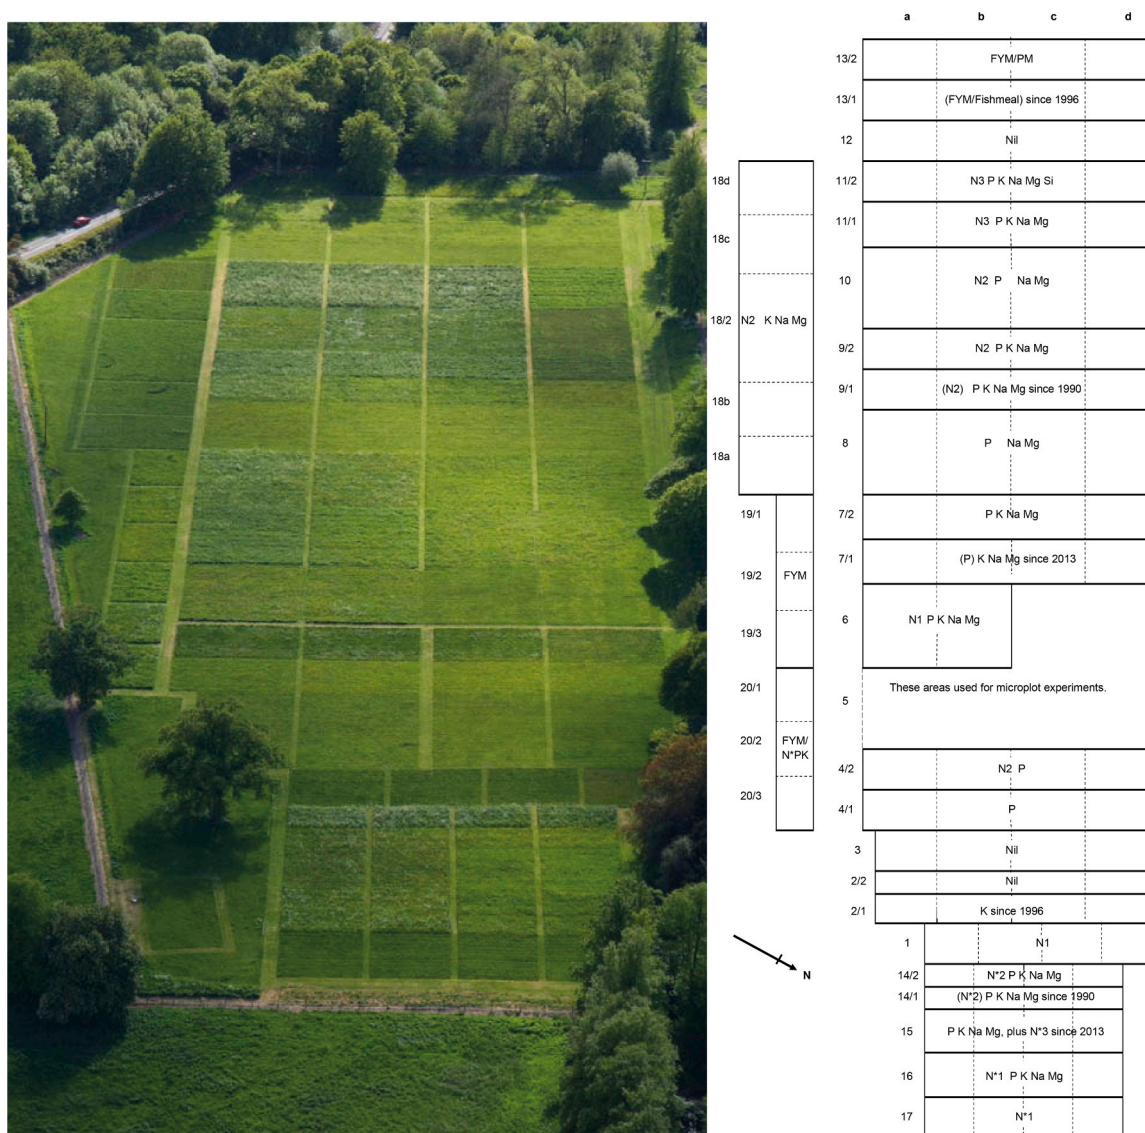 a b c d
13/2 FYM/PM
13/1 (FYM/Fishmeal) since 1996
12 Nil
18d
11/2 N3 P K Na Mg Si
11/1 N3 P K Na Mg
18c
10 N2 P Na Mg
18/2 N2 K Na Mg
9/2 N2 P K Na Mg
9/1 (N2) P K Na Mg since 1990
18b
8 P Na Mg
18a
7/2 P K Na Mg
19/1
7/1 (P) K Na Mg since 2013
19/2 FYM
6 N1 P K Na Mg
19/3
20/1
These areas used for microplot experiments.
5
20/2 FYM/
N*PK
4/2 N2 P
20/3
4/1 P
3 Nil
2/2 Nil
2/1 K since 1996
1 N1
N
14/2 N*2 P K Na Mg
14/1 (N*2) P K Na Mg since 1990
15 P K Na Mg, plus N*3 since 2013
16 N*1 P K Na Mg
17 N*1